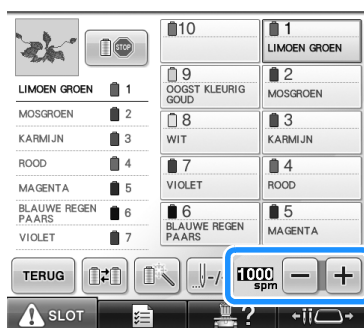 STOP
LIMOEN GROEN 1
MOSGROEN 2
KARMIJN 3
ROOD 4
MAGENTA 5
BLAUWE REGEN
PAARS 6
VIOLET 7
10
1
LIMOEN GROEN
9
OOGST KLEURIG
GOUD
2
MOSGROEN
8
WIT
3
KARMIJN
7
VIOLET
4
ROOD
6
BLAUWE REGEN
PAARS
5
MAGENTA
TERUG
1000
spm
- +
SLOT
?